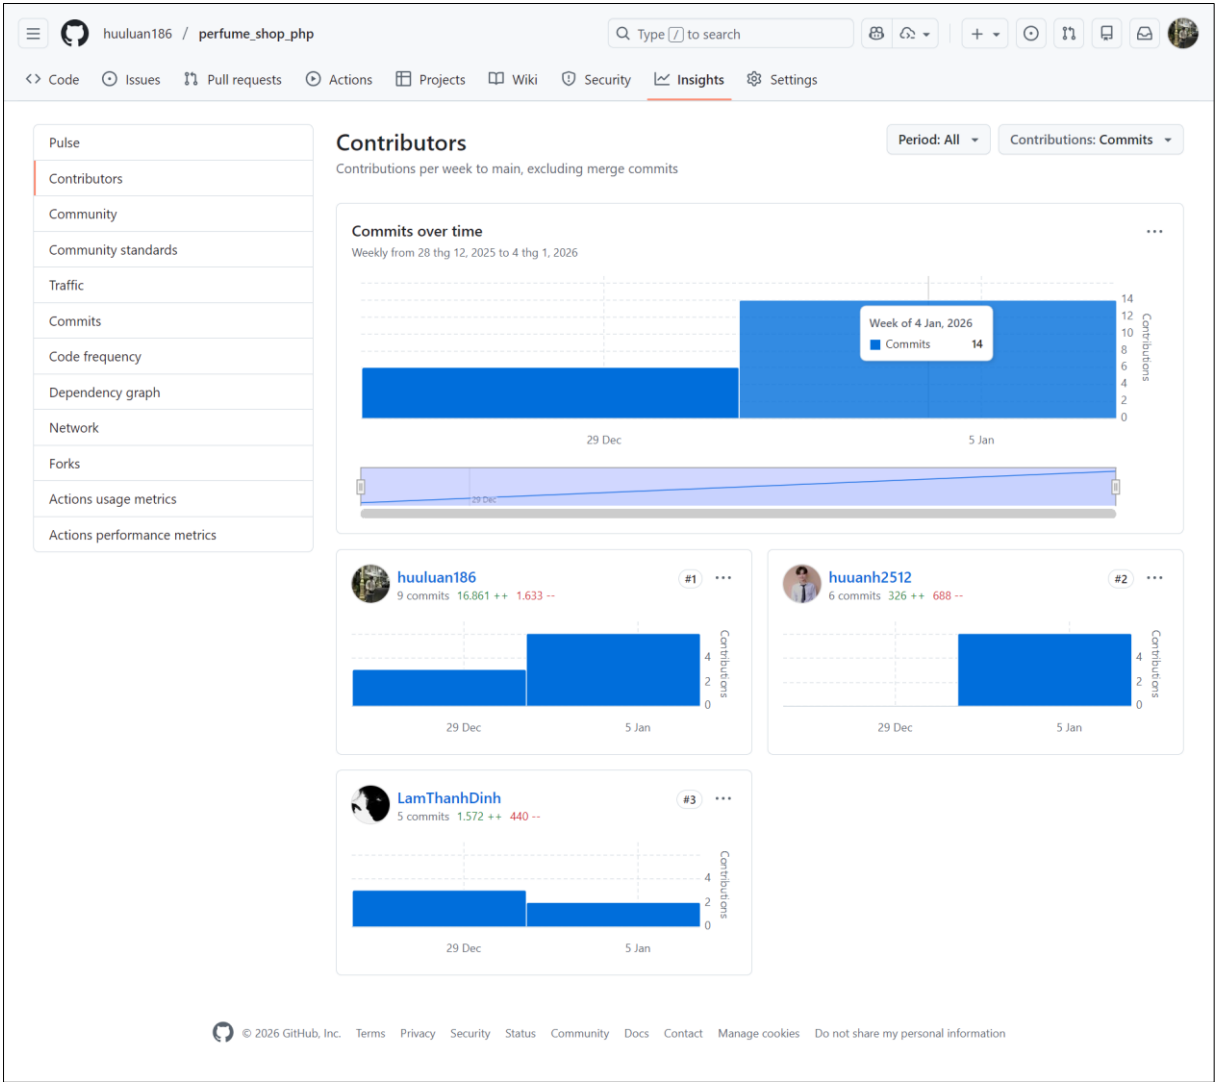 huuluan186 / perfume_shop_php
Type / to search
Code
Issues
Pull requests
Actions
Projects
Wiki
Security
Insights
Settings
Pulse
Contributors
Community
Community standards
Traffic
Commits
Code frequency
Dependency graph
Network
Forks
Actions usage metrics
Actions performance metrics
Contributors
Contributions per week to main, excluding merge commits
Period: All
Contributions: Commits
Commits over time
Weekly from 28 thg 12, 2025 to 4 thg 1, 2026
14
12
10
8
6
4
2
0
Contributions
Week of 4 Jan, 2026
Commits 14
29 Dec
5 Jan
29 Dec
huuluan186
#1
9 commits 16.861 ++ 1.633 --
4
2
0
Contributions
29 Dec
5 Jan
huuanh2512
#2
6 commits 326 ++ 688 --
4
2
0
Contributions
29 Dec
5 Jan
LamThanhDinh
#3
5 commits 1.572 ++ 440 --
4
2
0
Contributions
29 Dec
5 Jan
© 2026 GitHub, Inc. Terms Privacy Security Status Community Docs Contact Manage cookies Do not share my personal information